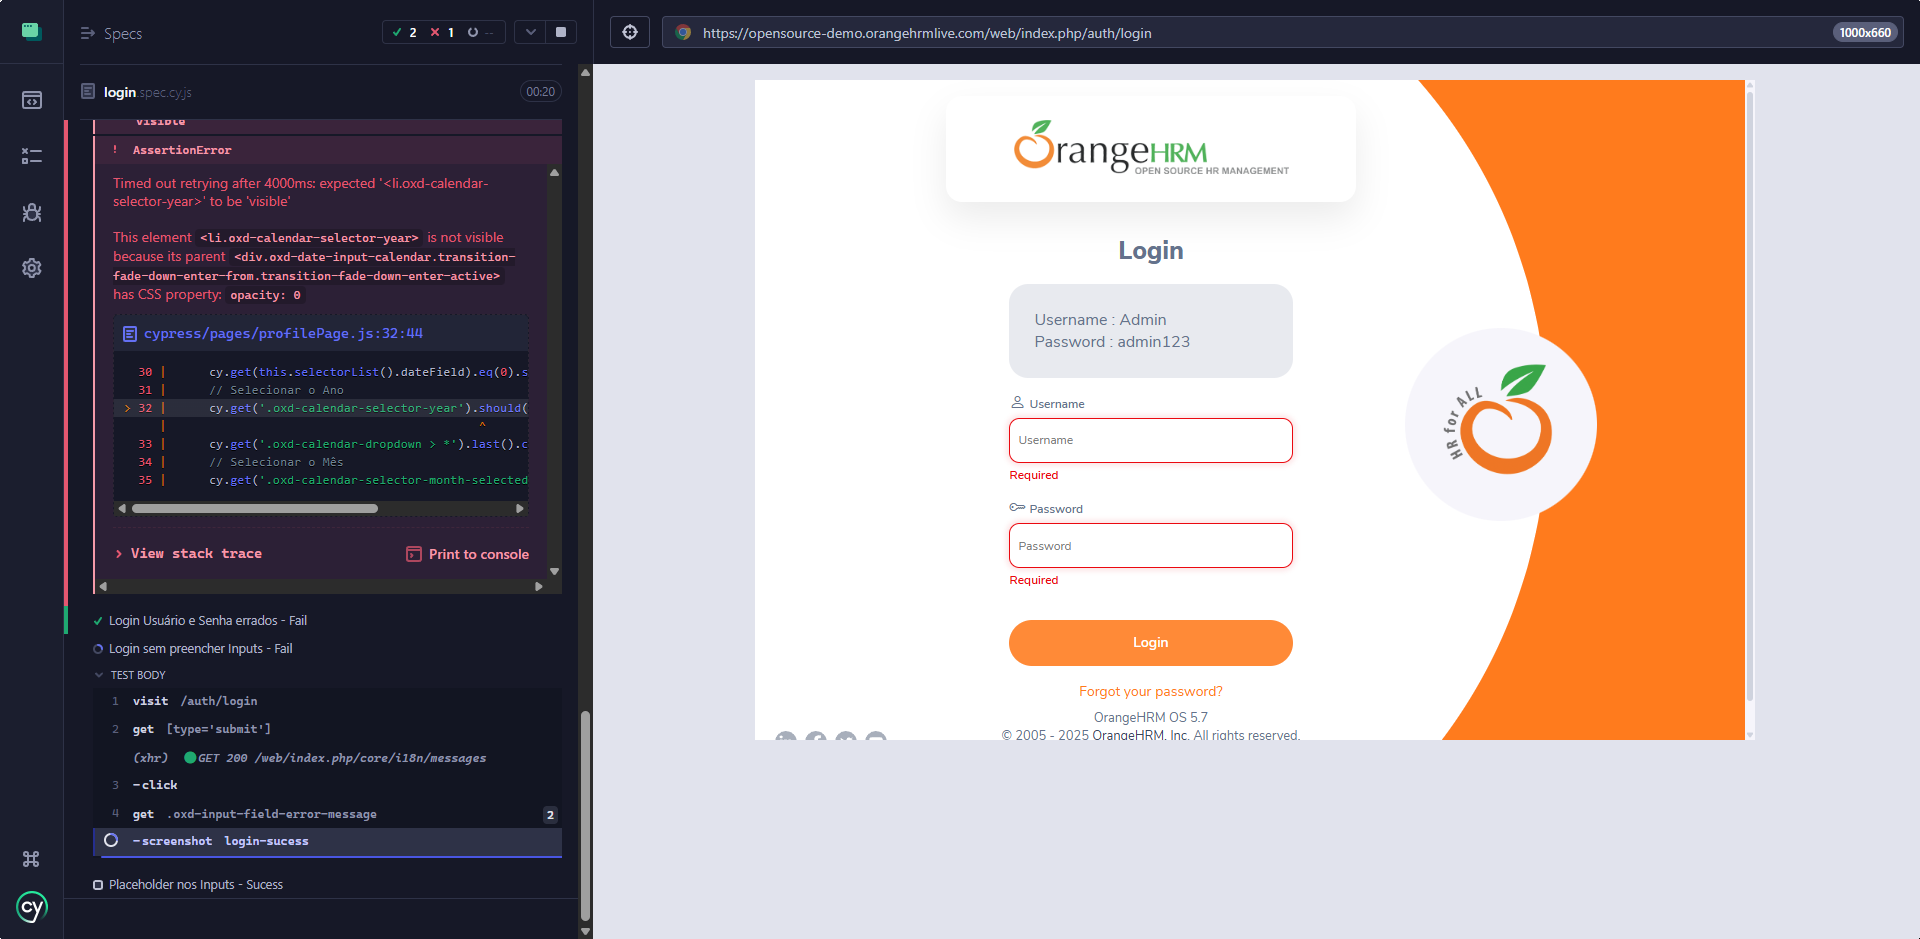 Specs
2
1
--
https://opensource-demo.orangehrmlive.com/web/index.php/auth/login
1000x660
login.spec.cy.js
00:20
visible
! AssertionError
Timed out retrying after 4000ms: expected '<li.oxd-calendar-
selector-year>' to be 'visible'
This element <li.oxd-calendar-selector-year> is not visible
because its parent <div.oxd-date-input-calendar.transition-
fade-down-enter-from.transition-fade-down-enter-active>
has CSS property: opacity: 0
cypress/pages/profilePage.js:32:44
30 | cy.get(this.selectorList().dateField).eq(0).s
31 | // Selecionar o Ano
> 32 | cy.get('.oxd-calendar-selector-year').should(
| ^
33 | cy.get('.oxd-calendar-dropdown > *').last().c
34 | // Selecionar o Mês
35 | cy.get('.oxd-calendar-selector-month-selected
> View stack trace
Print to console
Login Usuário e Senha errados - Fail
Login sem preencher Inputs - Fail
TEST BODY
1 visit /auth/login
2 get [type='submit']
(xhr) GET 200 /web/index.php/core/i18n/messages
3 -click
4 get .oxd-input-field-error-message 2
-screenshot login-sucess
Placeholder nos Inputs - Sucess
cy
OrangeHRM
OPEN SOURCE HR MANAGEMENT
Login
Username : Admin
Password : admin123
Username
Username
Required
Password
Password
Required
Login
Forgot your password?
OrangeHRM OS 5.7
© 2005 - 2025 OrangeHRM, Inc. All rights reserved.
HR for ALL